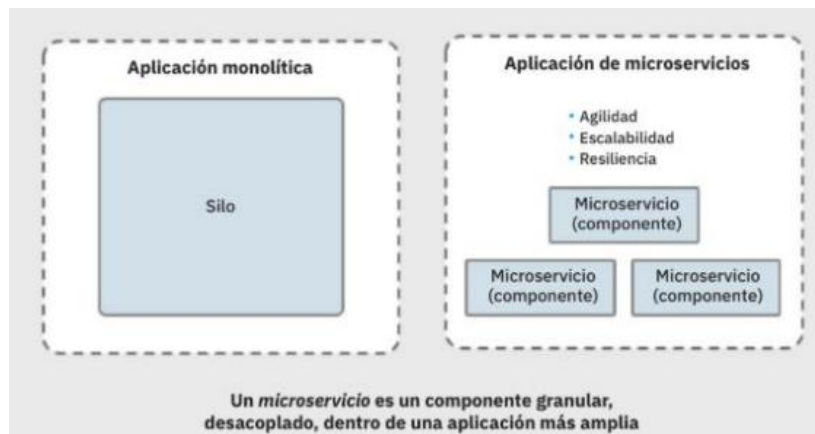 Aplicación monolítica
Silo
Aplicación de microservicios
• Agilidad
• Escalabilidad
• Resiliencia
Microservicio
(componente)
Microservicio
(componente)
Microservicio
(componente)
Un microservicio es un componente granular,
desacoplado, dentro de una aplicación más amplia